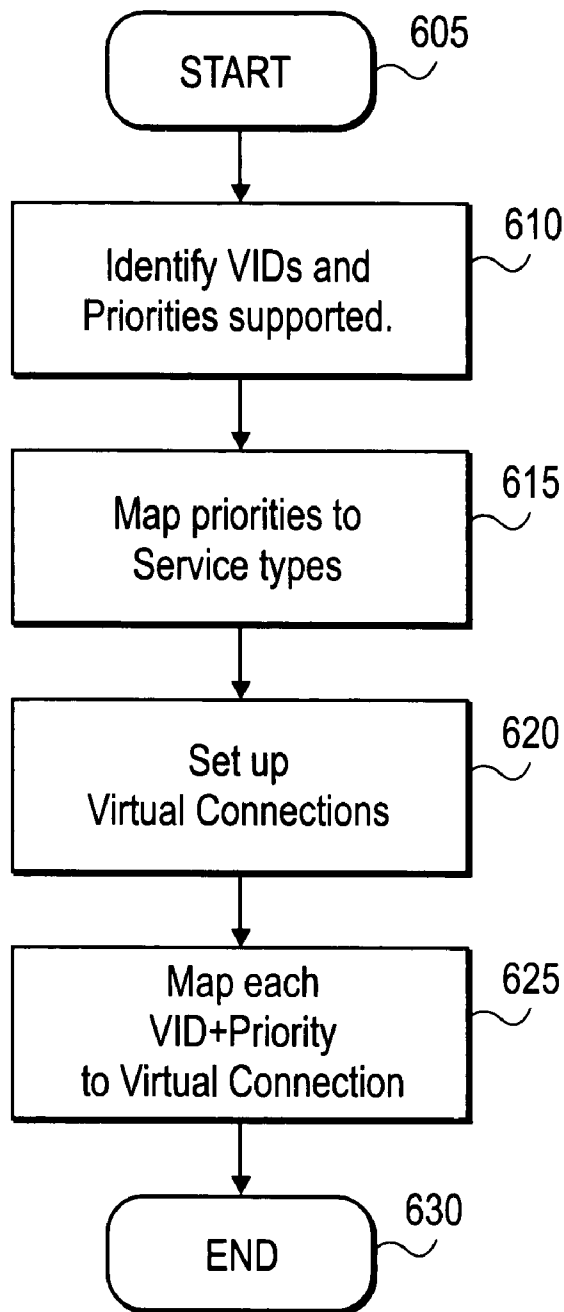 START
605
Identify VIDs and
Priorities supported.
610
Map priorities to
Service types
615
Set up
Virtual Connections
620
Map each
VID+Priority
to Virtual Connection
625
END
630